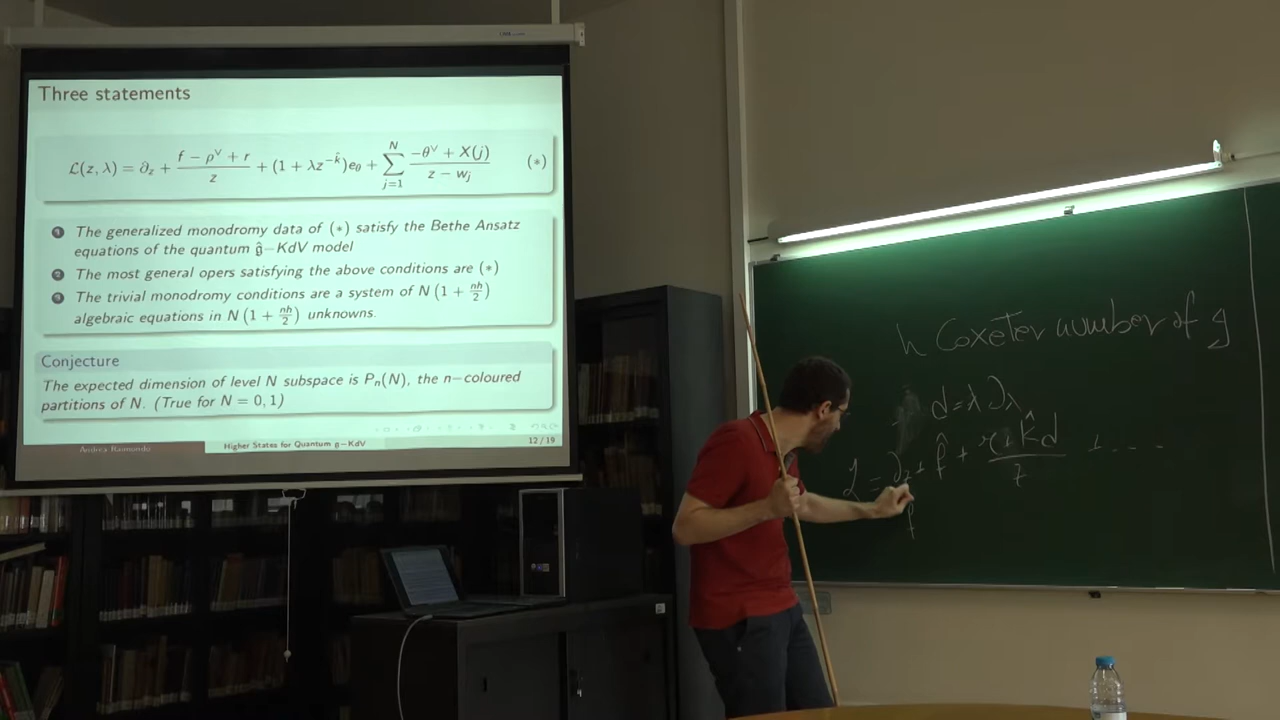 Three statements
L(z, λ) = ∂z + (f − ρ^∨ + r)/z + (1 + λz^{−k̂})e_θ + Σ_{j=1}^{N} (−θ^∨ + X(j))/(z − w_j)   (*)
1 The generalized monodromy data of (*) satisfy the Bethe Ansatz
equations of the quantum ĝ−KdV model
2 The most general opers satisfying the above conditions are (*)
3 The trivial monodromy conditions are a system of N (1 + nh/2)
algebraic equations in N (1 + nh/2) unknowns.
Conjecture
The expected dimension of level N subspace is P_n(N), the n−coloured
partitions of N. (True for N = 0, 1)
Andrea Raimondo Higher States for Quantum g−KdV 12 / 19
h Coxeter number of g
d = λ ∂λ
L = ∂z + f̂ + (r + k̂d)/z + ....
f